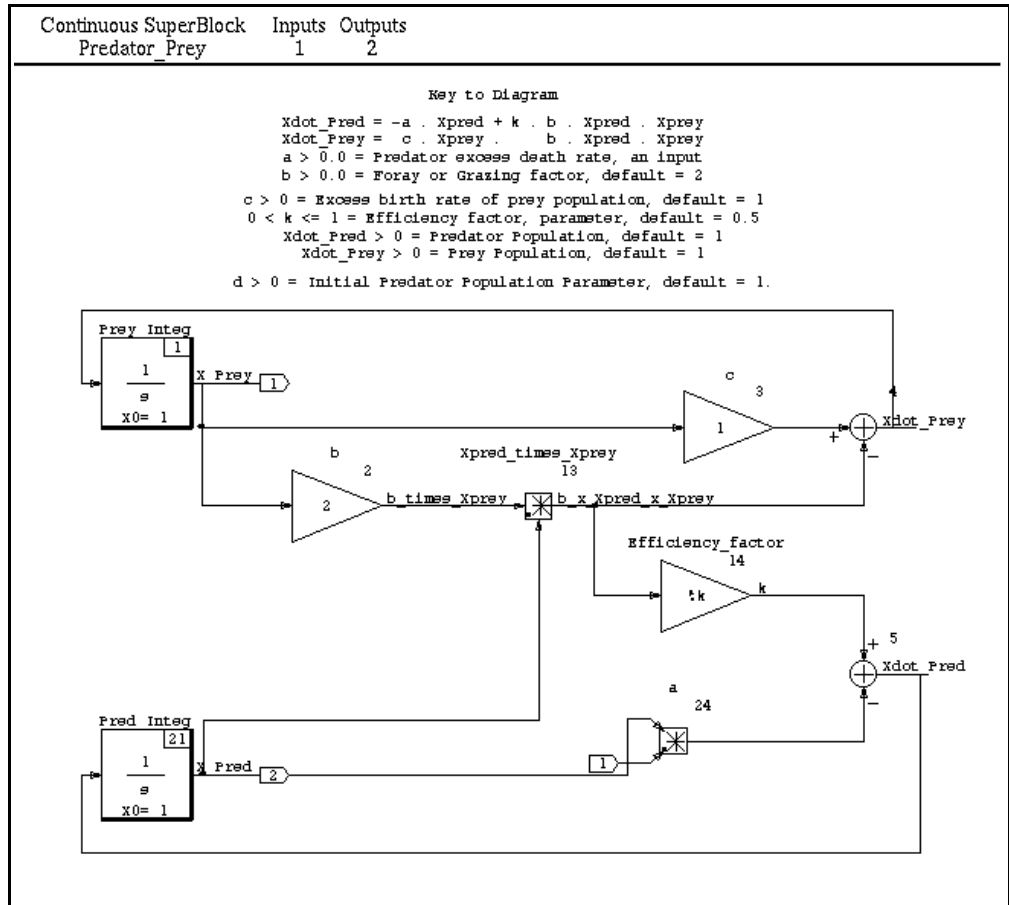 Continuous SuperBlock Inputs Outputs
Predator_Prey 1 2
Key to Diagram
Xdot_Pred = -a . Xpred + k . b . Xpred . Xprey
Xdot_Prey = c . Xprey . b . Xpred . Xprey
a > 0.0 = Predator excess death rate, an input
b > 0.0 = Foray or Grazing factor, default = 2
c > 0 = Excess birth rate of prey population, default = 1
0 < k <= 1 = Efficiency factor, parameter, default = 0.5
Xdot_Pred > 0 = Predator Population, default = 1
Xdot_Prey > 0 = Prey Population, default = 1
d > 0 = Initial Predator Population Parameter, default = 1.
Prey Integ
1
1
s
X0= 1
X_Prey
1
c
3
1
4
Xdot_Prey
+
-
b
2
2
b_times_Xprey
Xpred_times_Xprey
13
b_x_Xpred_x_Xprey
Efficiency_factor
14
%k
k
+
5
Xdot_Pred
-
a
24
1
Pred Integ
21
1
s
X0= 1
X_Pred
2